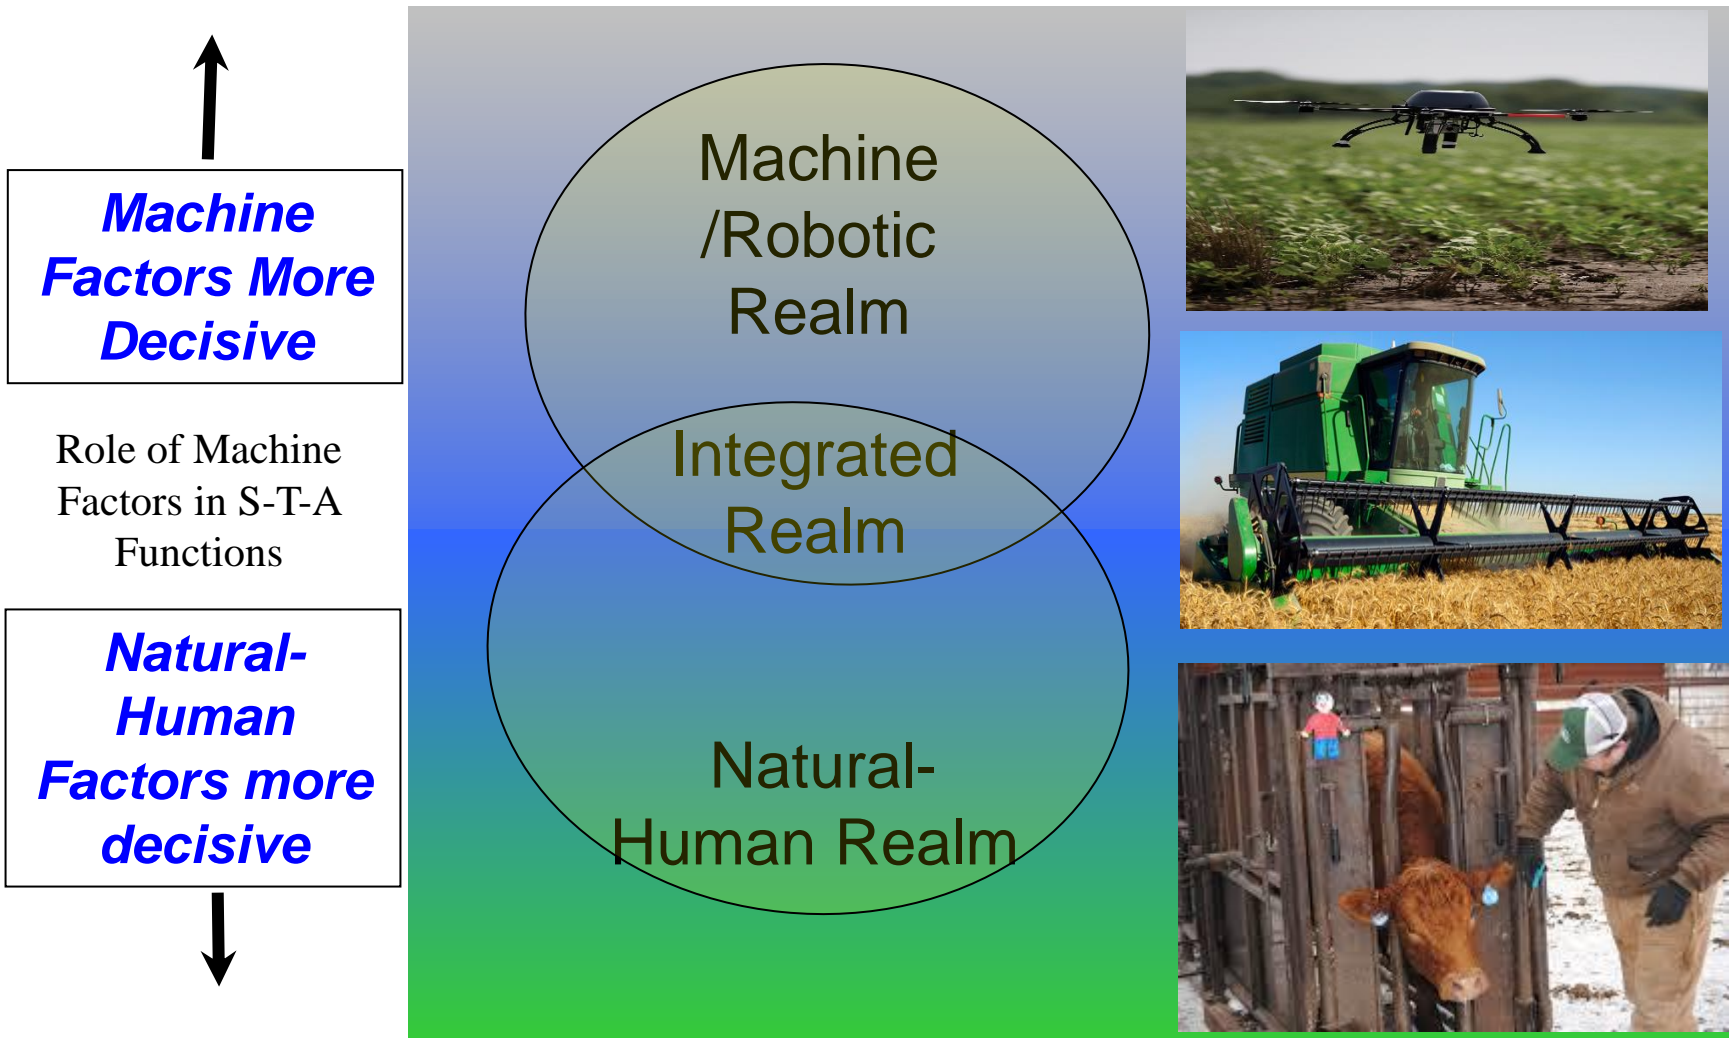 Machine
Factors More
Decisive
Role of Machine
Factors in S-T-A
Functions
Natural-
Human
Factors more
decisive
Machine
/Robotic
Realm
Integrated
Realm
Natural-
Human Realm